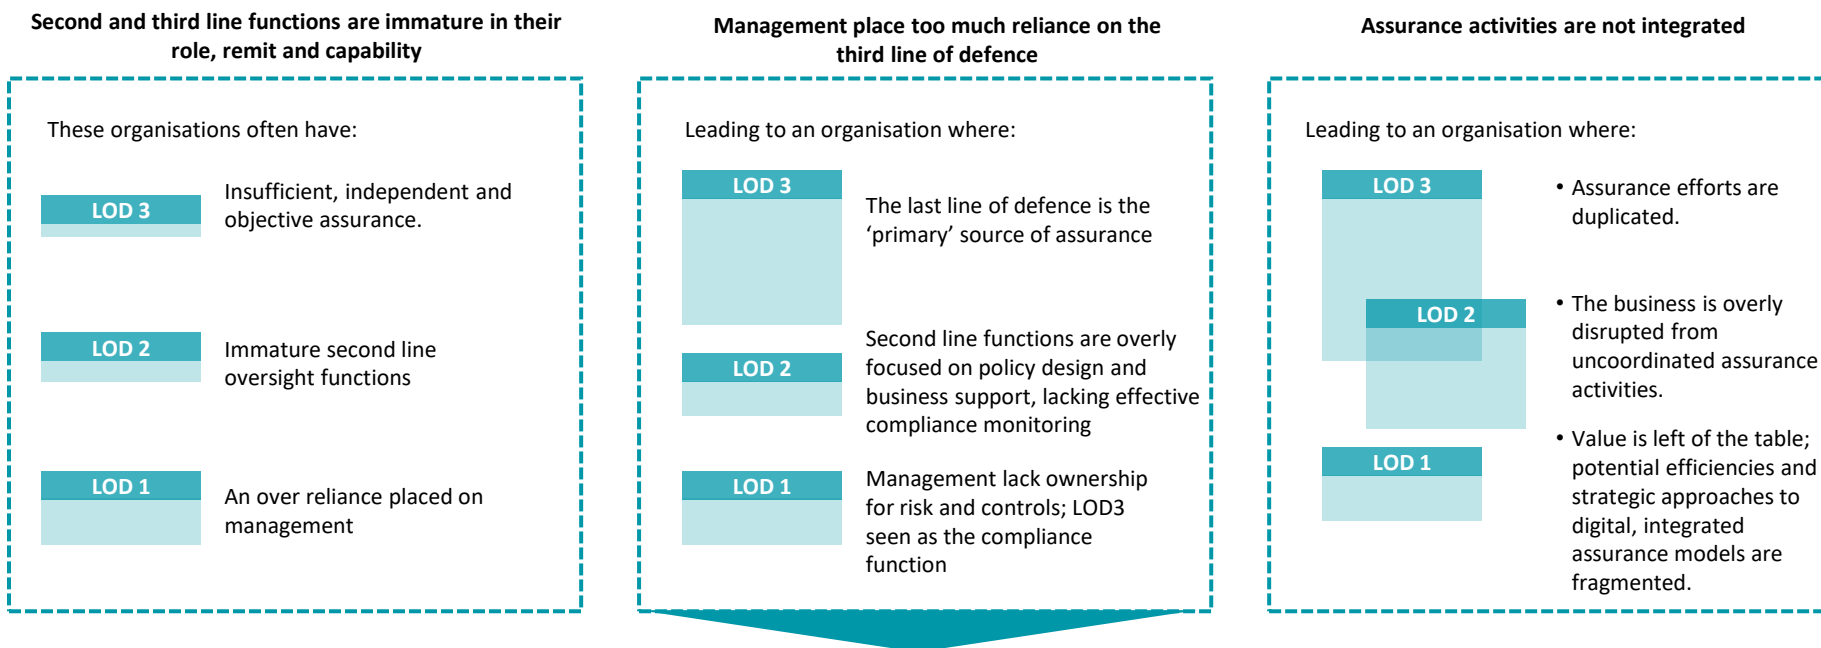 Second and third line functions are immature in their
role, remit and capability
These organisations often have:
LOD 3
Insufficient, independent and
objective assurance.
LOD 2
Immature second line
oversight functions
LOD 1
An over reliance placed on
management
Management place too much reliance on the
third line of defence
Leading to an organisation where:
LOD 3
The last line of defence is the
‘primary’ source of assurance
LOD 2
Second line functions are overly
focused on policy design and
business support, lacking effective
compliance monitoring
LOD 1
Management lack ownership
for risk and controls; LOD3
seen as the compliance
function
Assurance activities are not integrated
Leading to an organisation where:
LOD 3
LOD 2
LOD 1
• Assurance efforts are
duplicated.
• The business is overly
disrupted from
uncoordinated assurance
activities.
• Value is left of the table;
potential efficiencies and
strategic approaches to
digital, integrated
assurance models are
fragmented.